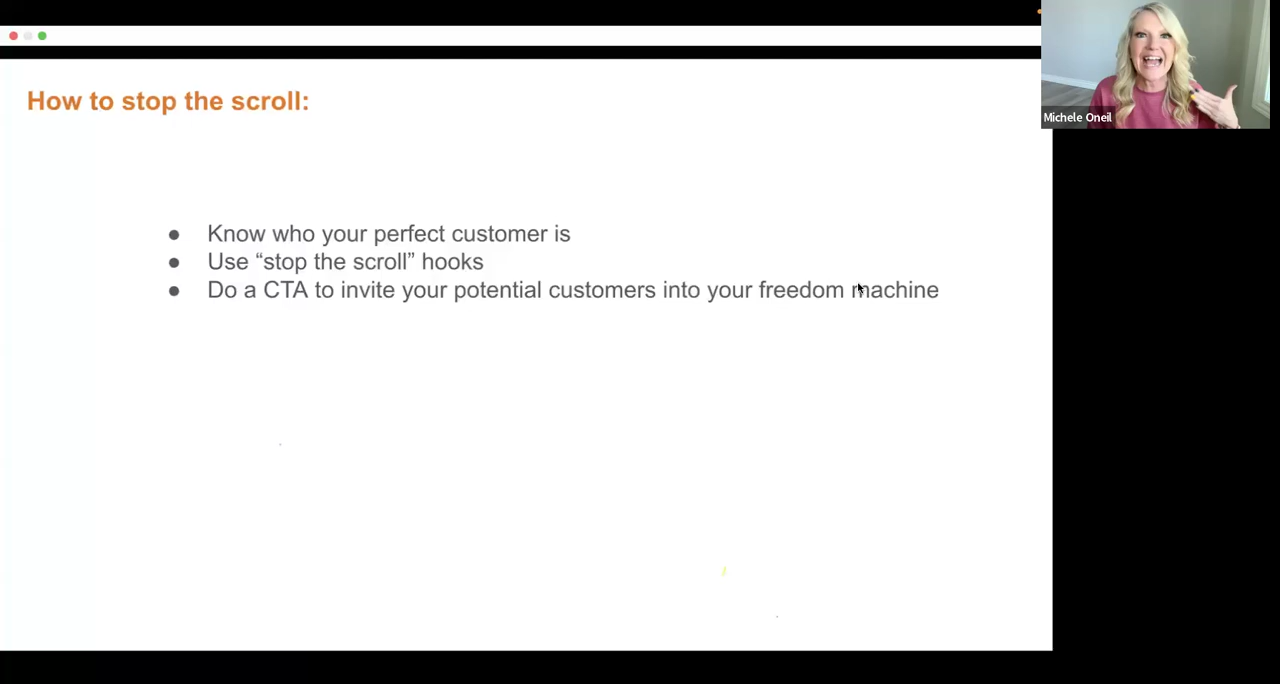 How to stop the scroll:
Michele Oneil
● Know who your perfect customer is
● Use “stop the scroll” hooks
● Do a CTA to invite your potential customers into your freedom machine